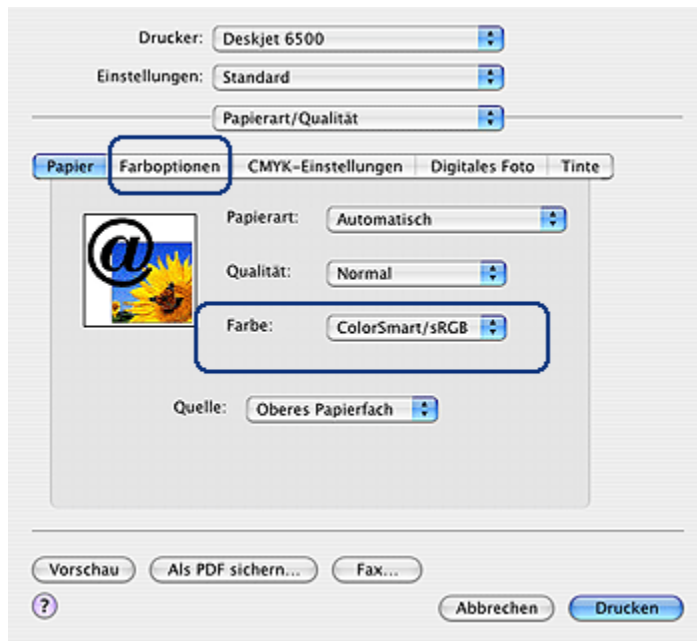 Drucker: Deskjet 6500
Einstellungen: Standard
Papierart/Qualität
Papier Farboptionen CMYK-Einstellungen Digitales Foto Tinte
@
Papierart: Automatisch
Qualität: Normal
Farbe: ColorSmart/sRGB
Quelle: Oberes Papierfach
Vorschau Als PDF sichern... Fax...
? Abbrechen Drucken